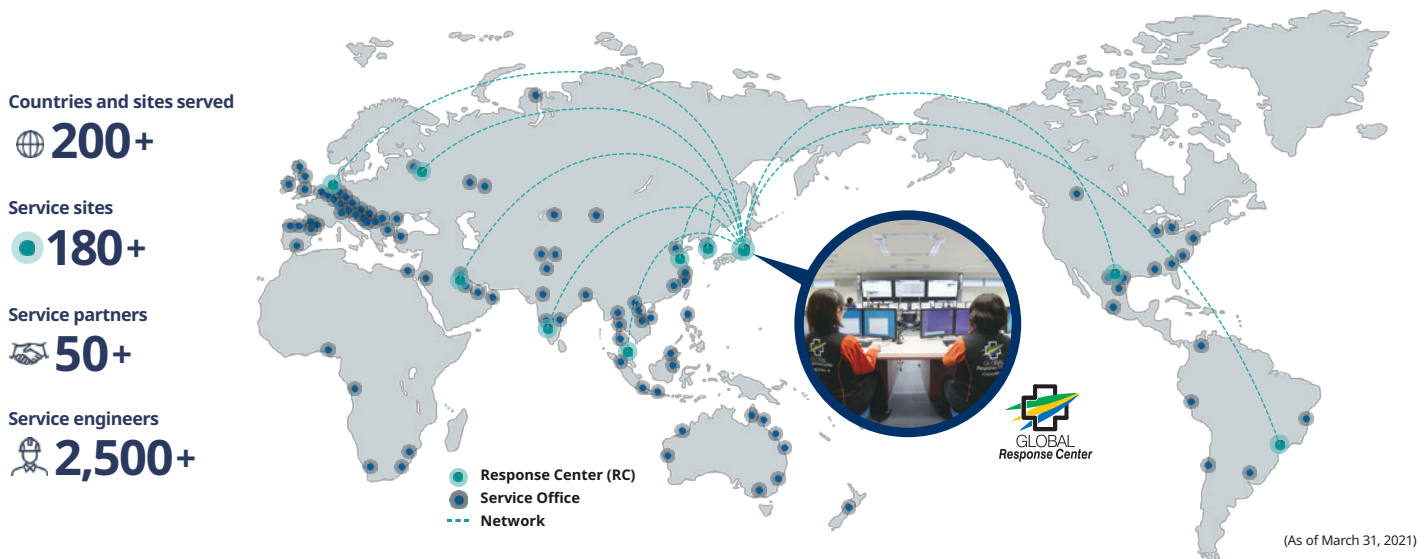 Countries and sites served
200+
Service sites
180+
Service partners
50+
Service engineers
2,500+
Response Center (RC)
Service Office
Network
GLOBAL
Response Center
(As of March 31, 2021)